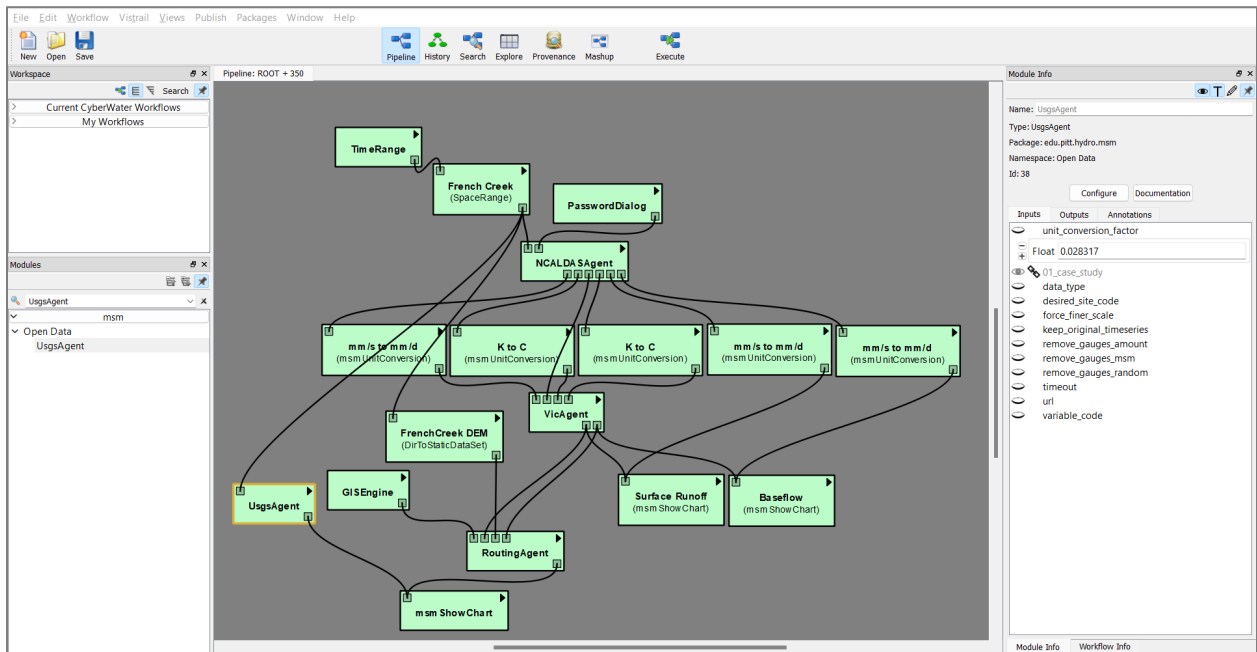 File Edit Workflow Vistrail Views Publish Packages Window Help
New Open Save Pipeline History Search Explore Provenance Mashup Execute
Workspace
Search
Current CyberWater Workflows
My Workflows
Modules
UsgsAgent
msm
Open Data
UsgsAgent
Pipeline: ROOT + 350
TimeRange
French Creek
(SpaceRange)
PasswordDialog
NCALDASAgent
mm/s to mm/d
(msmUnitConversion)
K to C
(msmUnitConversion)
K to C
(msmUnitConversion)
mm/s to mm/d
(msmUnitConversion)
mm/s to mm/d
(msmUnitConversion)
VicAgent
FrenchCreek DEM
(DirToStaticDataSet)
GISEngine
UsgsAgent
Surface Runoff
(msmShowChart)
Baseflow
(msmShowChart)
RoutingAgent
msmShowChart
Module Info
Name: UsgsAgent
Type: UsgsAgent
Package: edu.pitt.hydro.msm
Namespace: Open Data
Id: 38
Configure Documentation
Inputs Outputs Annotations
unit_conversion_factor
Float 0.028317
01_case_study
data_type
desired_site_code
force_finer_scale
keep_original_timeseries
remove_gauges_amount
remove_gauges_msm
remove_gauges_random
timeout
url
variable_code
Module Info Workflow Info